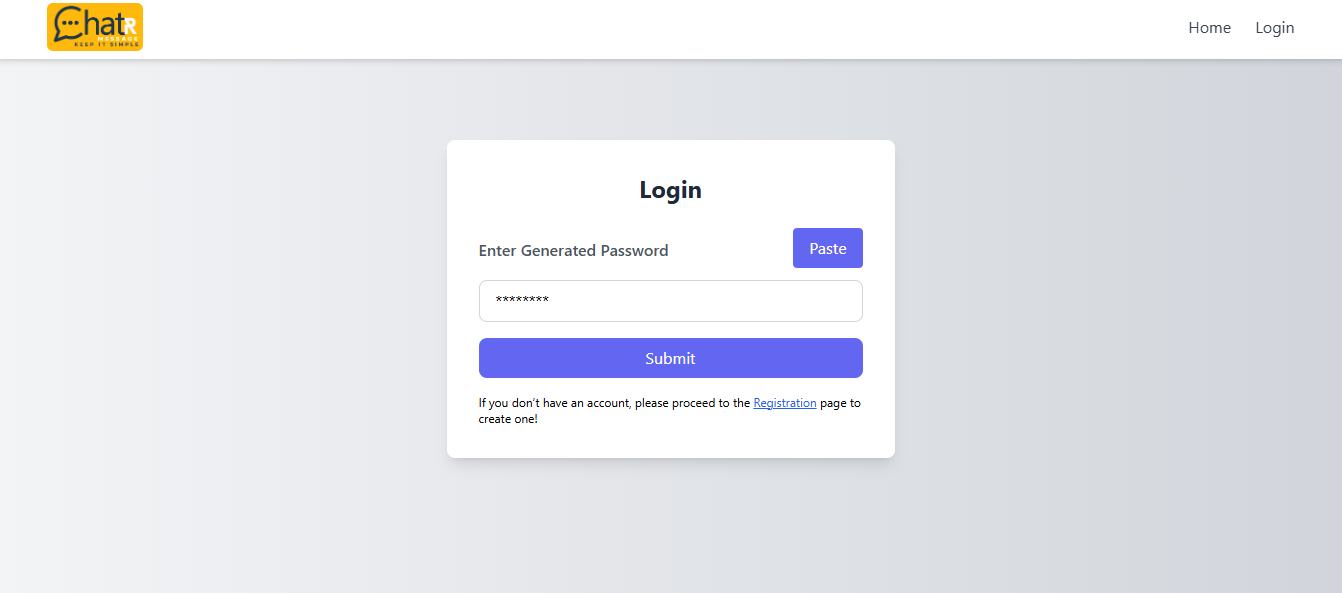 Chatr
MESSAGE
KEEP IT SIMPLE
Home
Login
Login
Enter Generated Password
Paste
********
Submit
If you don't have an account, please proceed to the Registration page to
create one!